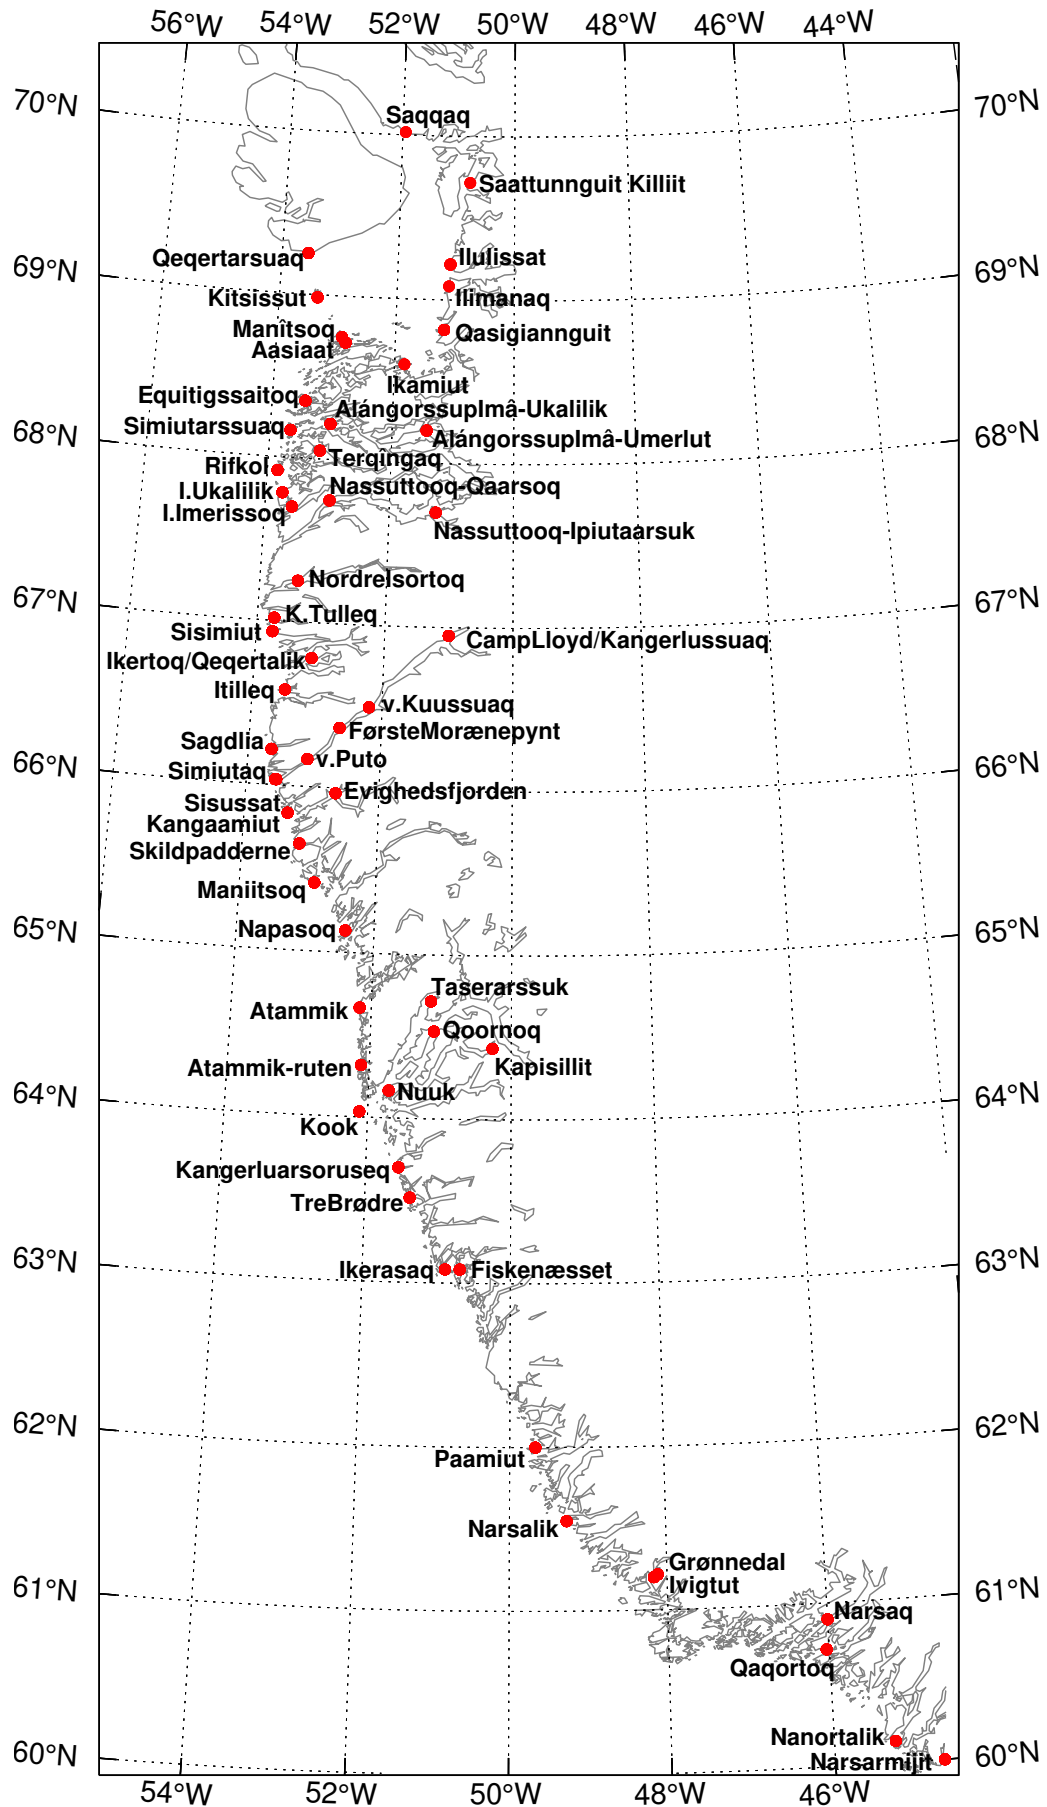 56°W 54°W 52°W 50°W 48°W 46°W 44°W
70°N 70°N
Saqqaq
Saattunnguit Killiit
Qeqertarsuaq
Ilulissat
69°N 69°N
Kitsissut
Ilimanaq
Manîtsoq
Qasigiannguit
Aasiaat
Ikamiut
Equitigssaitoq
Alángorssuplmâ-Ukalilik
Simiutarssuaq
68°N 68°N
Alángorssuplmâ-Umerlut
Terqîngaq
Rifkol
Nassuttooq-Qaarsoq
I.Ukalilik
I.Imerissoq
Nassuttooq-Ipiutaarsuk
Nordrelsortoq
67°N 67°N
K.Tulleq
Sisimiut
CampLloyd/Kangerlussuaq
Ikertoq/Qeqertalik
Itilleq
v.Kuussuaq
FørsteMorænepynt
Sagdlia
v.Puto
66°N 66°N
Simiutaq
Evighedsfjorden
Sisussat
Kangaamiut
Skildpadderne
Maniitsoq
65°N 65°N
Napasoq
Taserarssuk
Atammik
Qoornoq
Kapisillit
Atammik-ruten
64°N 64°N
Nuuk
Kook
Kangerluarsoruseq
TreBrødre
63°N 63°N
Ikerasaq Fiskenæsset
62°N 62°N
Paamiut
Narsalik
Grønnedal
Ivigtut
61°N 61°N
Narsaq
Qaqortoq
Nanortalik
60°N 60°N
Narsarmijit
54°W 52°W 50°W 48°W 46°W